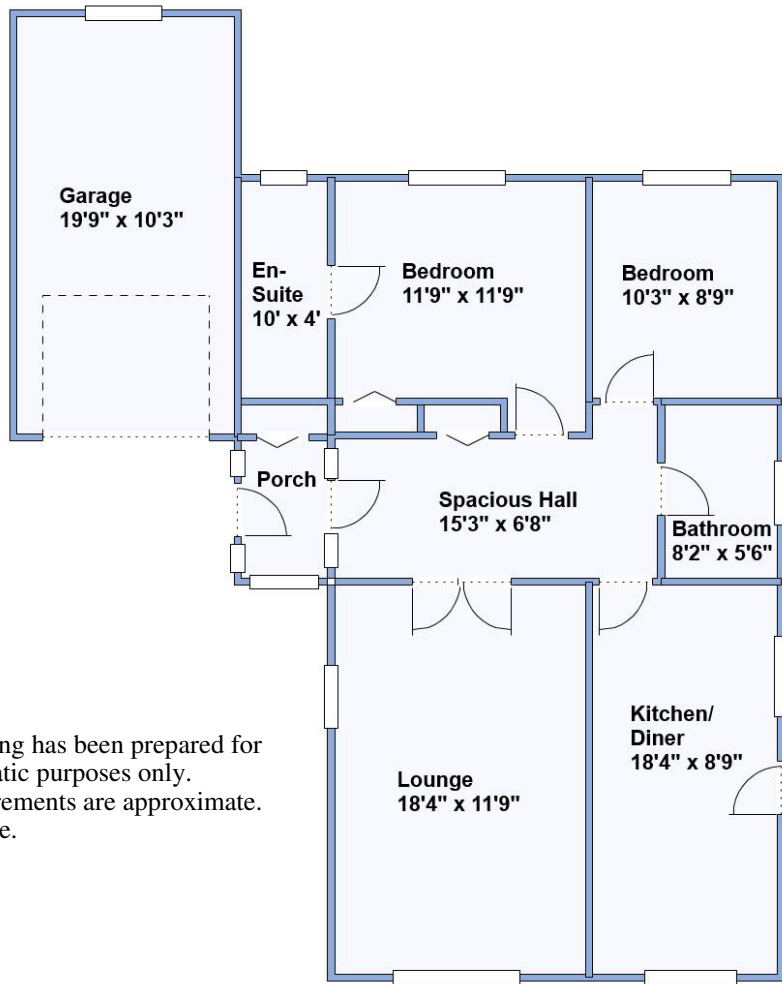 Garage
19'9" x 10'3"
En-
Suite
10' x 4'
Bedroom
11'9" x 11'9"
Bedroom
10'3" x 8'9"
Porch
Spacious Hall
15'3" x 6'8"
Bathroom
8'2" x 5'6"
Kitchen/
Diner
18'4" x 8'9"
Lounge
18'4" x 11'9"
ng has been prepared for
atic purposes only.
rements are approximate.
e.